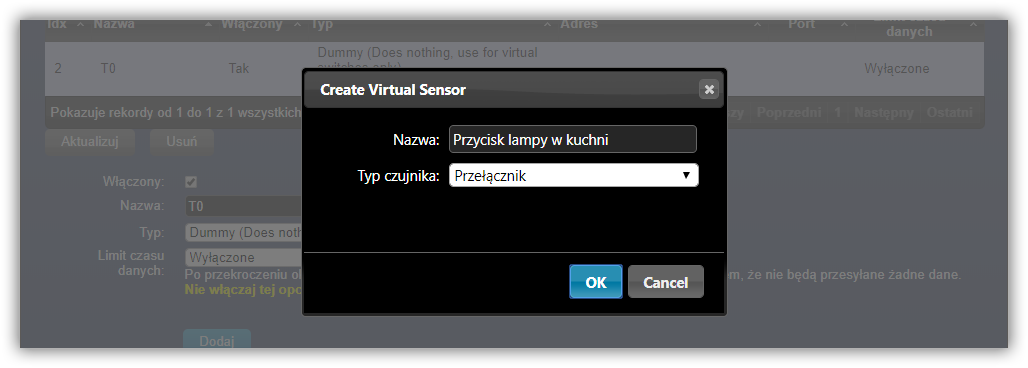 Idx Nazwa Włączony Typ Adres Port
danych
Dummy (Does nothing, use for virtual
2 T0 Tak Wyłączone
switches only)
Create Virtual Sensor
Pokazuje rekordy od 1 do 1 z 1 wszystkich Poprzedni 1 Następny Ostatni
Nazwa: Przycisk lampy w kuchni
Aktualizuj Usuń
Typ czujnika: Przełącznik
Włączony:
Nazwa: T0
Typ: Dummy (Does noth
Limit czasu
danych: Wyłączone
Po przekroczeniu ok że nie będą przesyłane żadne dane.
Nie włączaj tej opc
OK Cancel
Dodaj